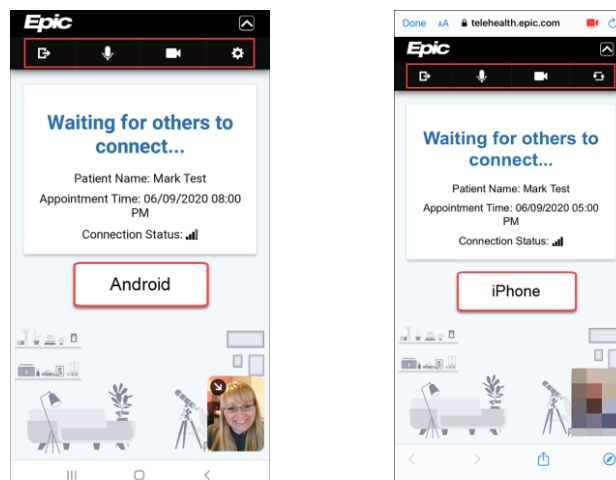 Epic
Waiting for others to
connect...
Patient Name: Mark Test
Appointment Time: 06/09/2020 08:00
PM
Connection Status:
Android
Done AA telehealth.epic.com
Epic
Waiting for others to
connect...
Patient Name: Mark Test
Appointment Time: 06/09/2020 05:00
PM
Connection Status:
iPhone